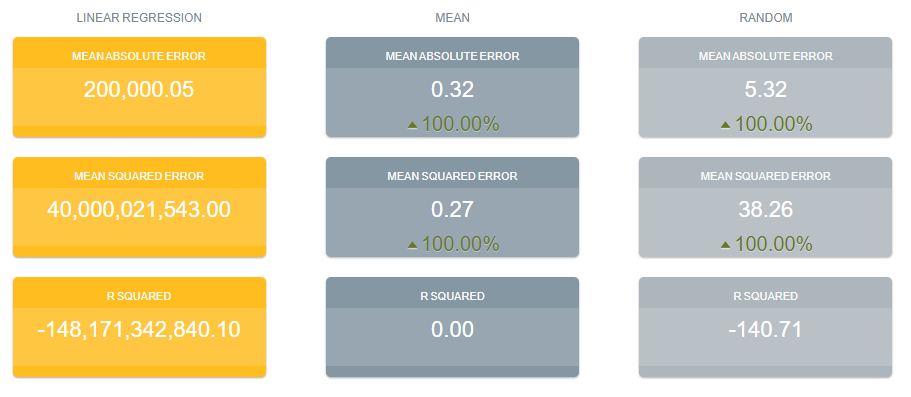 LINEAR REGRESSION
MEAN
RANDOM
MEAN ABSOLUTE ERROR
200,000.05
MEAN ABSOLUTE ERROR
0.32
100.00%
MEAN ABSOLUTE ERROR
5.32
100.00%
MEAN SQUARED ERROR
40,000,021,543.00
MEAN SQUARED ERROR
0.27
100.00%
MEAN SQUARED ERROR
38.26
100.00%
R SQUARED
-148,171,342,840.10
R SQUARED
0.00
R SQUARED
-140.71